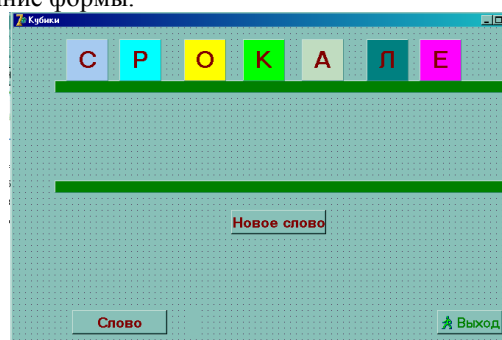 ние формы.
Кубики
С Р О К А Л Е
Новое слово
Слово
Выход